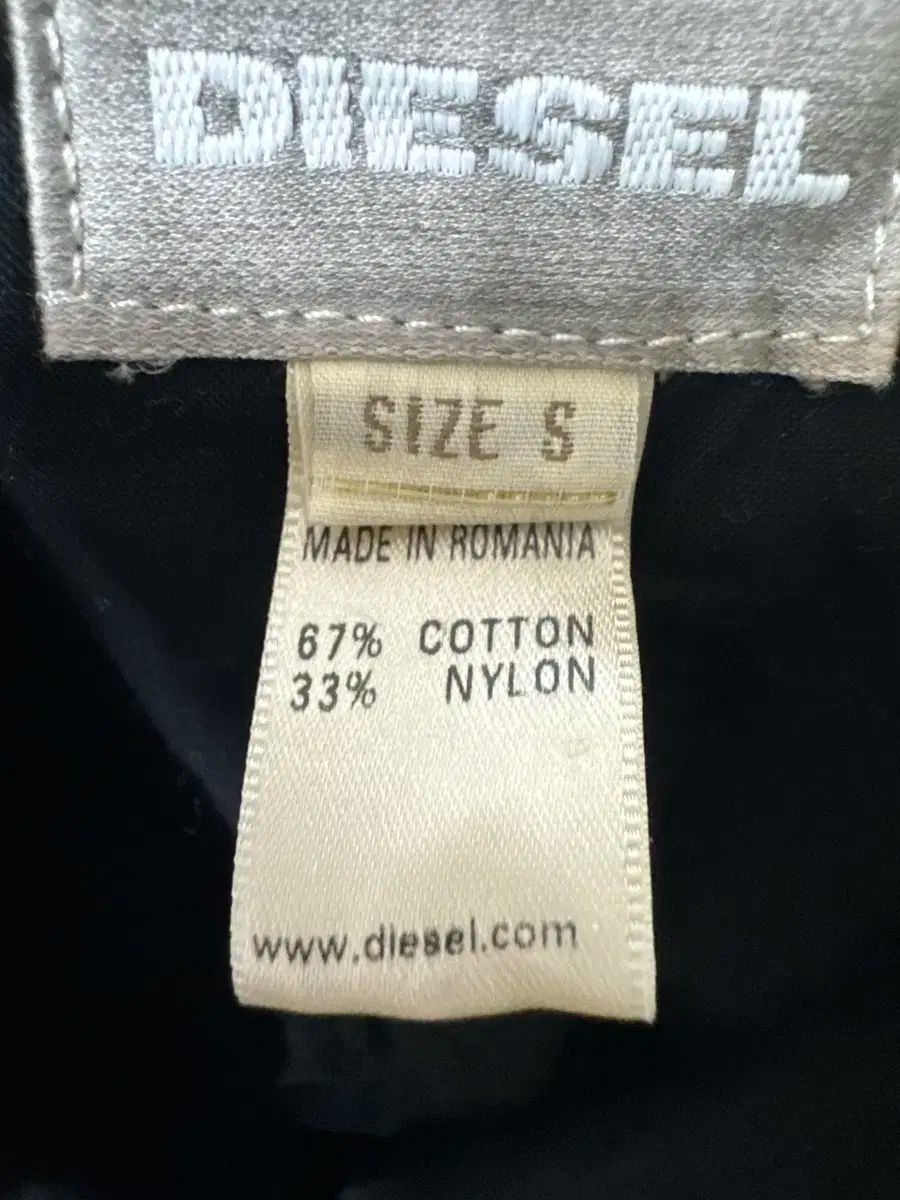 DIESEL
SIZE S
MADE IN ROMANIA
67% COTTON
33% NYLON
www.diesel.com